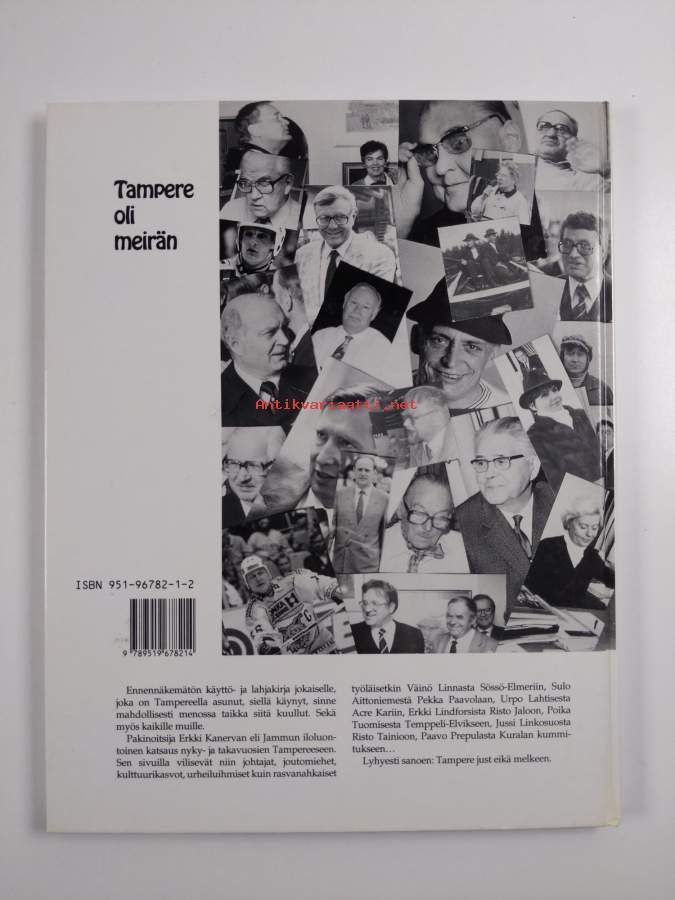 Tampere
oli
meirän
Antikvariaatti.net
ISBN 951-96782-1-2
9 789519 678214
Ennennäkemätön käyttö- ja lahjakirja jokaiselle,
joka on Tampereella asunut, siellä käynyt, sinne
mahdollisesti menossa taikka siitä kuullut. Sekä
myös kaikille muille.
Pakinoitsija Erkki Kanervan eli Jammun iloluon-
toinen katsaus nyky- ja takavuosien Tampereeseen.
Sen sivuilla vilisevät niin johtajat, joutomiehet,
kulttuurikasvot, urheiluihmiset kuin rasvanahkaiset
työläisetkin Väinö Linnasta Sössö-Elmeriin, Sulo
Aittoniemestä Pekka Paavolaan, Urpo Lahtisesta
Acre Kariin, Erkki Lindforsista Risto Jaloon, Poika
Tuomisesta Temppeli-Elvikseen, Jussi Linkosuosta
Risto Tainioon, Paavo Prepulasta Kuralan kummi-
tukseen...
Lyhyesti sanoen: Tampere just eikä melkeen.